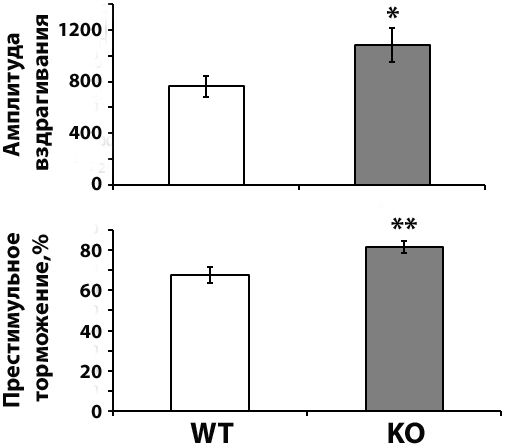 Амплитуда
вздрагивания
1200
800
400
0
*
Престимульное
торможение,%
80
60
40
20
0
**
WT
KO